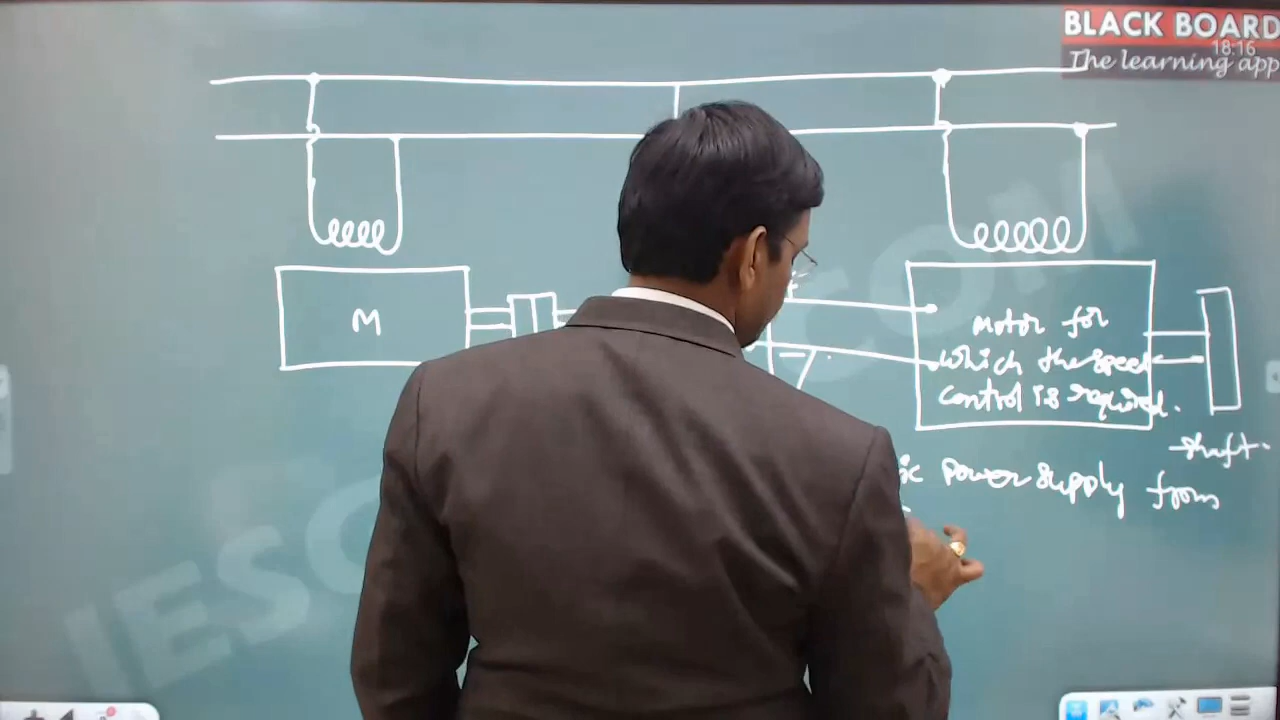 BLACK BOARD
18:16
The learning app
M
Motor for
which the speed
control is required.
shaft.
power supply from
IESCOM